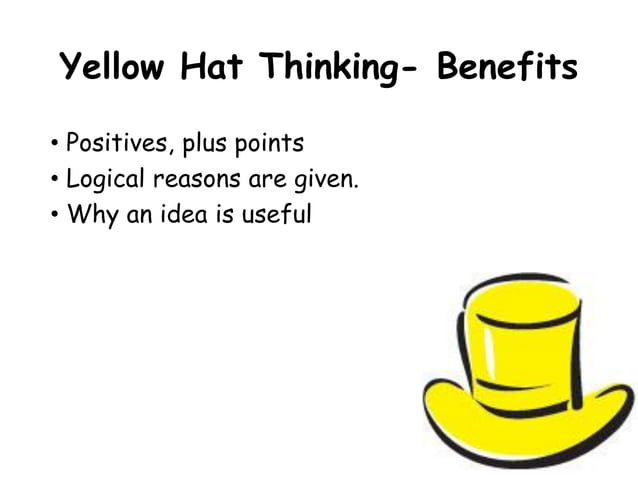 Yellow Hat Thinking- Benefits
• Positives, plus points
• Logical reasons are given.
• Why an idea is useful